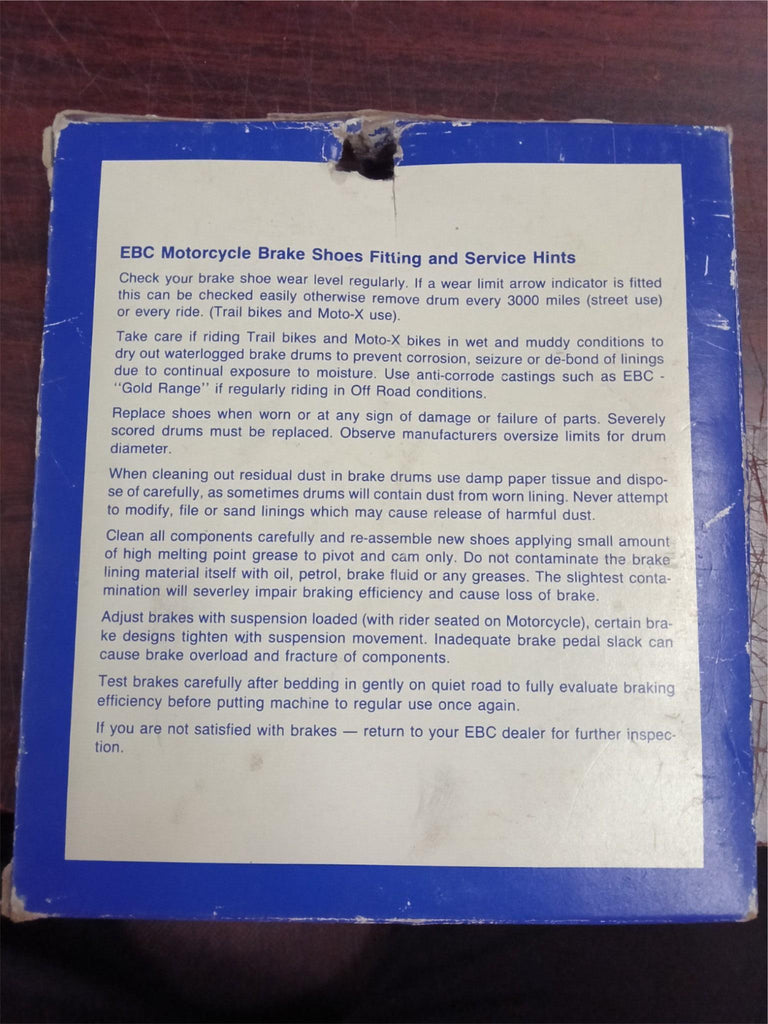 EBC Motorcycle Brake Shoes Fitting and Service Hints
Check your brake shoe wear level regularly. If a wear limit arrow indicator is fitted
this can be checked easily otherwise remove drum every 3000 miles (street use)
or every ride. (Trail bikes and Moto-X use).
Take care if riding Trail bikes and Moto-X bikes in wet and muddy conditions to
dry out waterlogged brake drums to prevent corrosion, seizure or de-bond of linings
due to continual exposure to moisture. Use anti-corrode castings such as EBC -
"Gold Range" if regularly riding in Off Road conditions.
Replace shoes when worn or at any sign of damage or failure of parts. Severely
scored drums must be replaced. Observe manufacturers oversize limits for drum
diameter.
When cleaning out residual dust in brake drums use damp paper tissue and dispo-
se of carefully, as sometimes drums will contain dust from worn lining. Never attempt
to modify, file or sand linings which may cause release of harmful dust.
Clean all components carefully and re-assemble new shoes applying small amount
of high melting point grease to pivot and cam only. Do not contaminate the brake
lining material itself with oil, petrol, brake fluid or any greases. The slightest conta-
mination will severley impair braking efficiency and cause loss of brake.
Adjust brakes with suspension loaded (with rider seated on Motorcycle), certain bra-
ke designs tighten with suspension movement. Inadequate brake pedal slack can
cause brake overload and fracture of components.
Test brakes carefully after bedding in gently on quiet road to fully evaluate braking
efficiency before putting machine to regular use once again.
If you are not satisfied with brakes — return to your EBC dealer for further inspec-
tion.